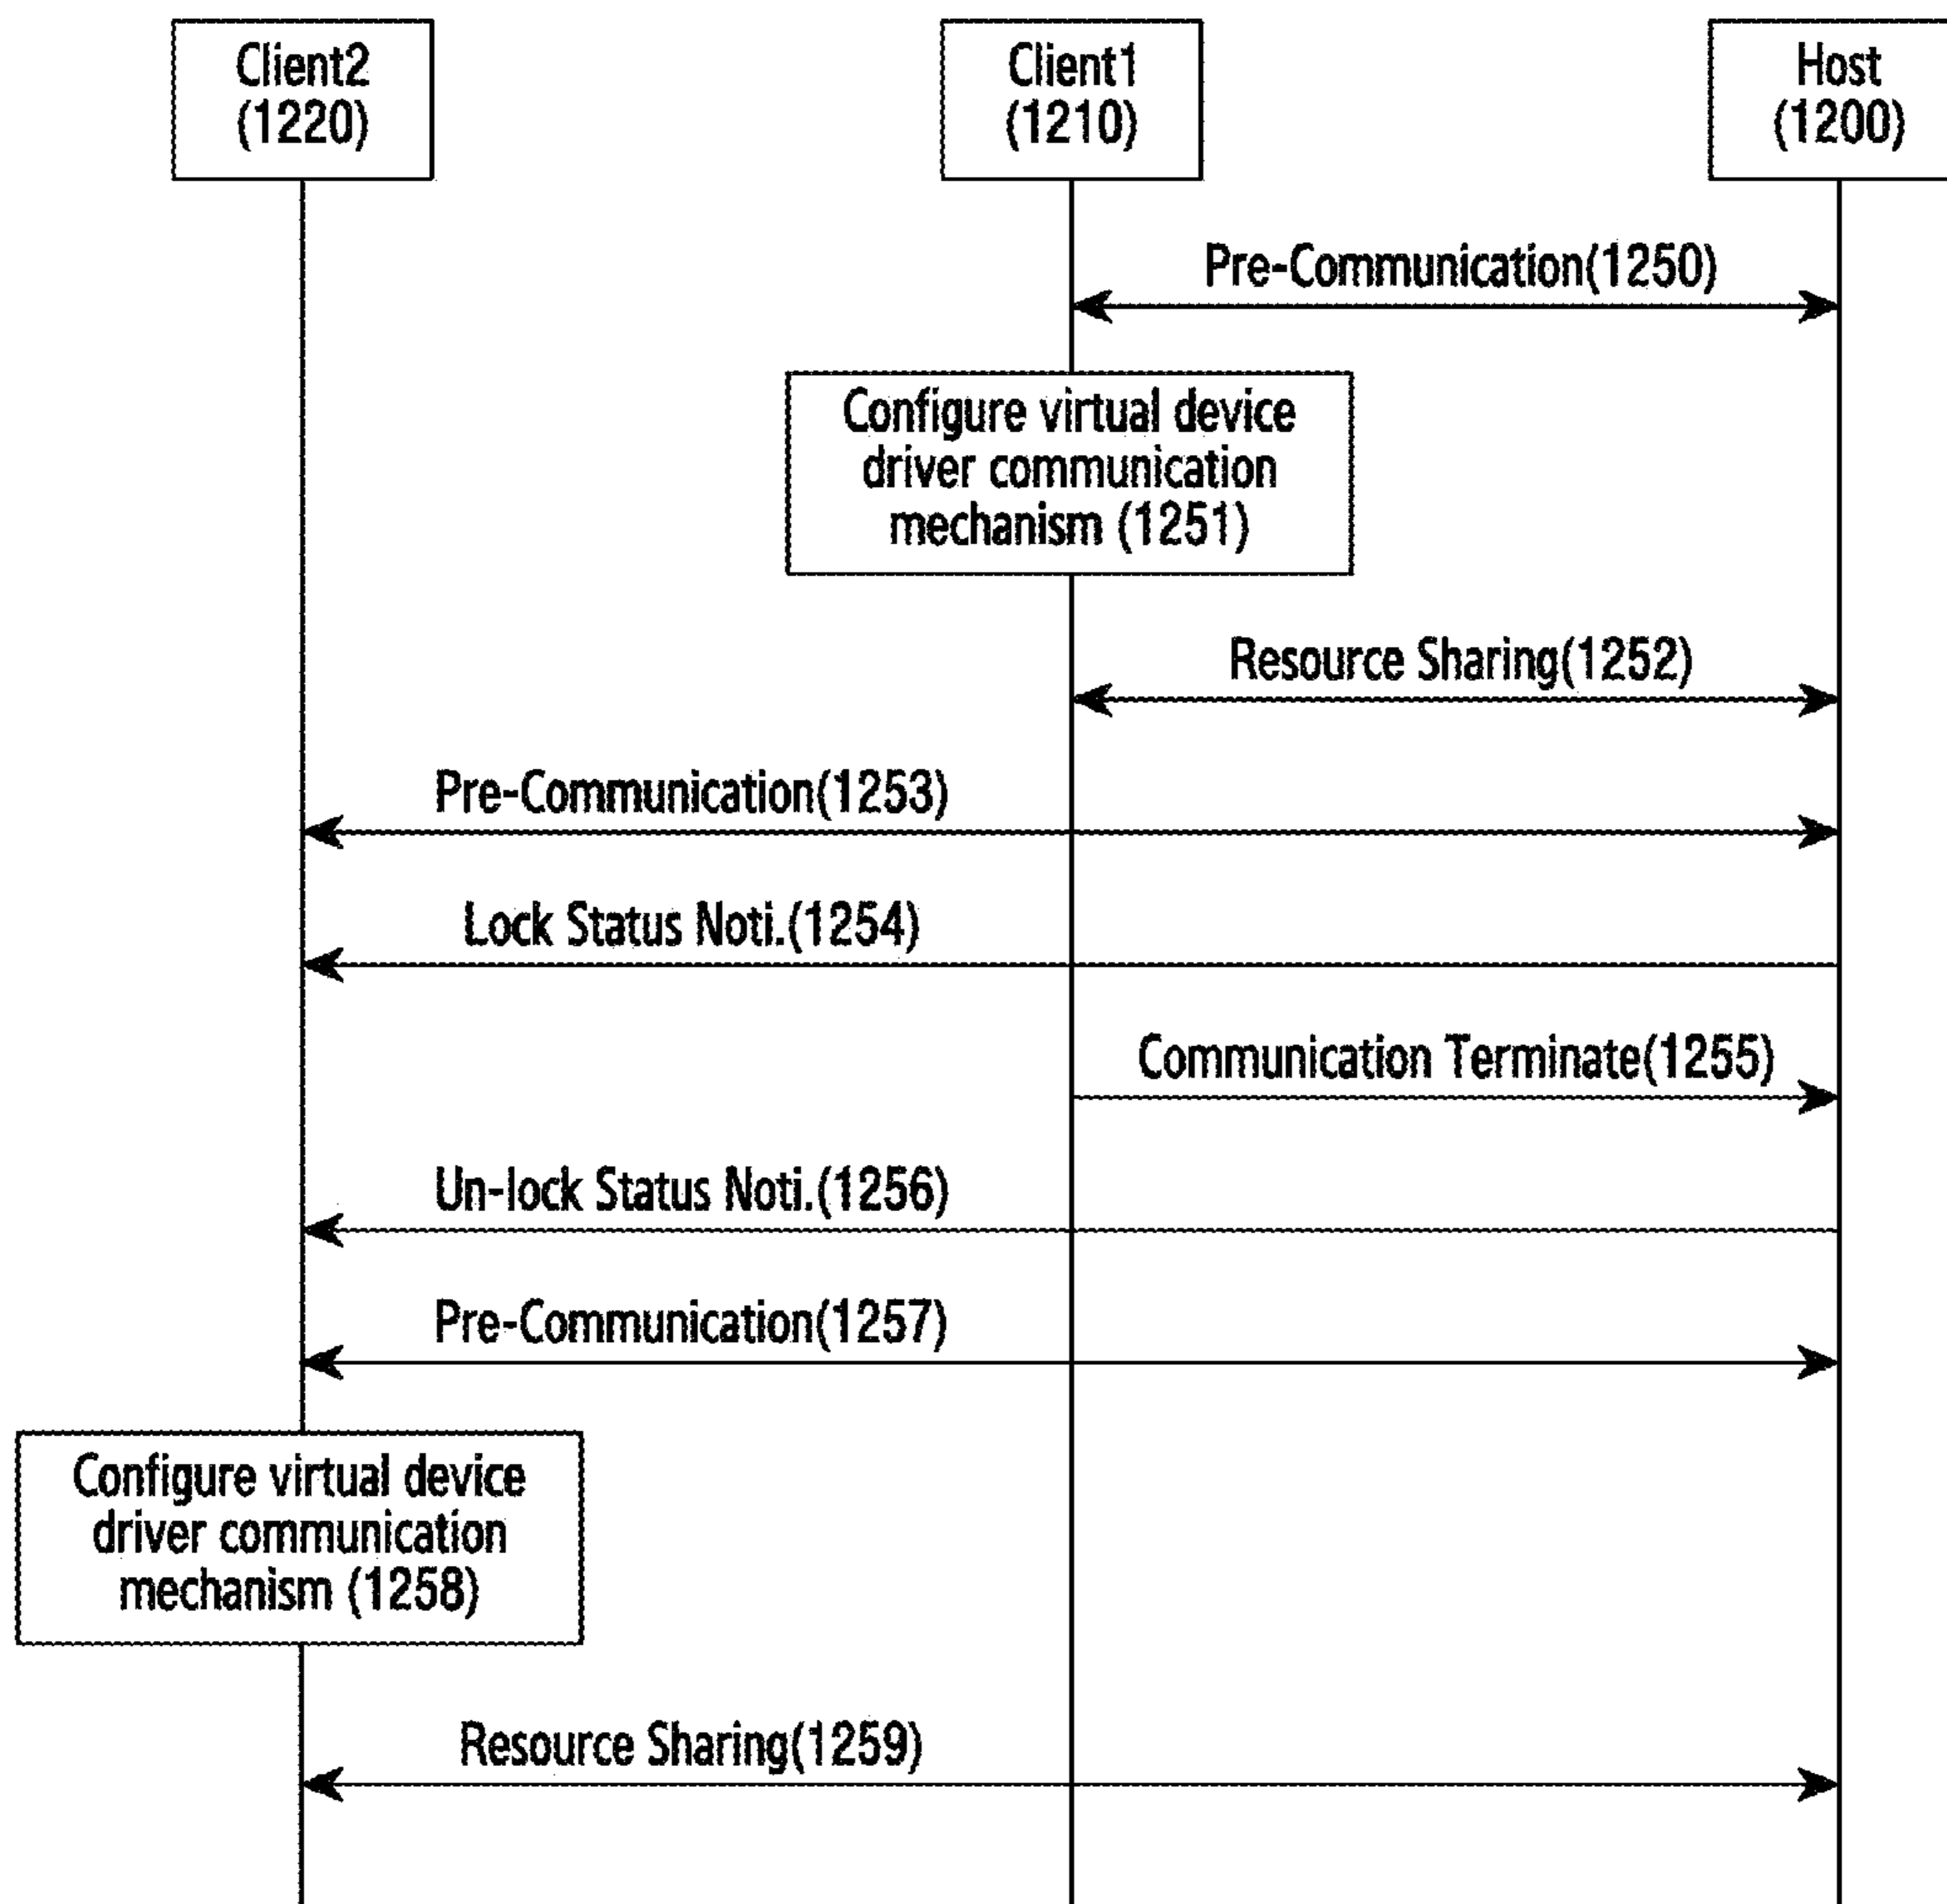 Client2
(1220)
Client1
(1210)
Host
(1200)
Pre-Communication(1250)
Configure virtual device
driver communication
mechanism (1251)
Resource Sharing(1252)
Pre-Communication(1253)
Lock Status Noti.(1254)
Communication Terminate(1255)
Un-lock Status Noti.(1256)
Pre-Communication(1257)
Configure virtual device
driver communication
mechanism (1258)
Resource Sharing(1259)